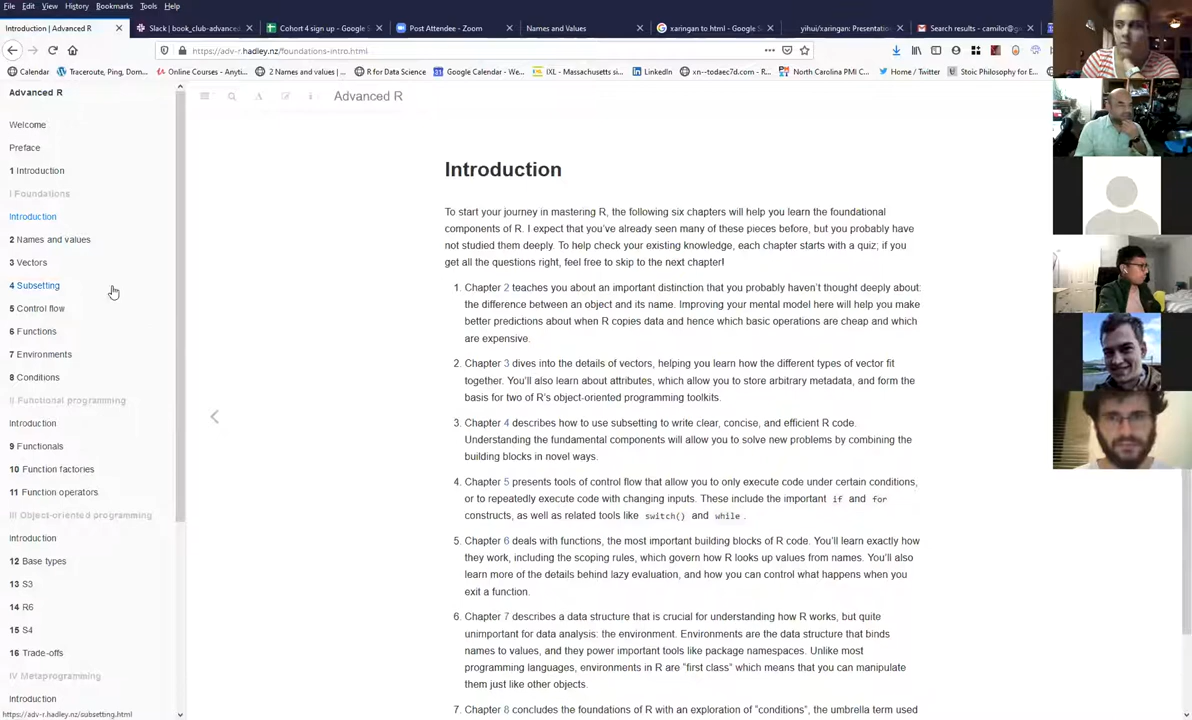 File Edit View History Bookmarks Tools Help
Introduction | Advanced R
Slack | book_club-advanced
Cohort 4 sign up - Google S
Post Attendee - Zoom
Names and Values
xaringan to html - Google S
yihui/xaringan: Presentation
Search results - camilor@g
https://adv-r.hadley.nz/foundations-intro.html
Calendar
Traceroute, Ping, Dom...
Online Courses - Anyti...
2 Names and values |...
R for Data Science
Google Calendar - We...
IXL - Massachusetts si...
LinkedIn
xn--todaec7d.com - R...
North Carolina PMI C...
Home / Twitter
Stoic Philosophy for E...
Advanced R
Welcome
Preface
1 Introduction
I Foundations
Introduction
2 Names and values
3 Vectors
4 Subsetting
5 Control flow
6 Functions
7 Environments
8 Conditions
II Functional programming
Introduction
9 Functionals
10 Function factories
11 Function operators
III Object-oriented programming
Introduction
12 Base types
13 S3
14 R6
15 S4
16 Trade-offs
IV Metaprogramming
Introduction
https://adv-r.hadley.nz/subsetting.html
Advanced R
Introduction
To start your journey in mastering R, the following six chapters will help you learn the foundational
components of R. I expect that you've already seen many of these pieces before, but you probably have
not studied them deeply. To help check your existing knowledge, each chapter starts with a quiz; if you
get all the questions right, feel free to skip to the next chapter!
1. Chapter 2 teaches you about an important distinction that you probably haven't thought deeply about:
the difference between an object and its name. Improving your mental model here will help you make
better predictions about when R copies data and hence which basic operations are cheap and which
are expensive.
2. Chapter 3 dives into the details of vectors, helping you learn how the different types of vector fit
together. You'll also learn about attributes, which allow you to store arbitrary metadata, and form the
basis for two of R's object-oriented programming toolkits.
3. Chapter 4 describes how to use subsetting to write clear, concise, and efficient R code.
Understanding the fundamental components will allow you to solve new problems by combining the
building blocks in novel ways.
4. Chapter 5 presents tools of control flow that allow you to only execute code under certain conditions,
or to repeatedly execute code with changing inputs. These include the important if and for
constructs, as well as related tools like switch() and while .
5. Chapter 6 deals with functions, the most important building blocks of R code. You'll learn exactly how
they work, including the scoping rules, which govern how R looks up values from names. You'll also
learn more of the details behind lazy evaluation, and how you can control what happens when you
exit a function.
6. Chapter 7 describes a data structure that is crucial for understanding how R works, but quite
unimportant for data analysis: the environment. Environments are the data structure that binds
names to values, and they power important tools like package namespaces. Unlike most
programming languages, environments in R are "first class" which means that you can manipulate
them just like other objects.
7. Chapter 8 concludes the foundations of R with an exploration of "conditions", the umbrella term used